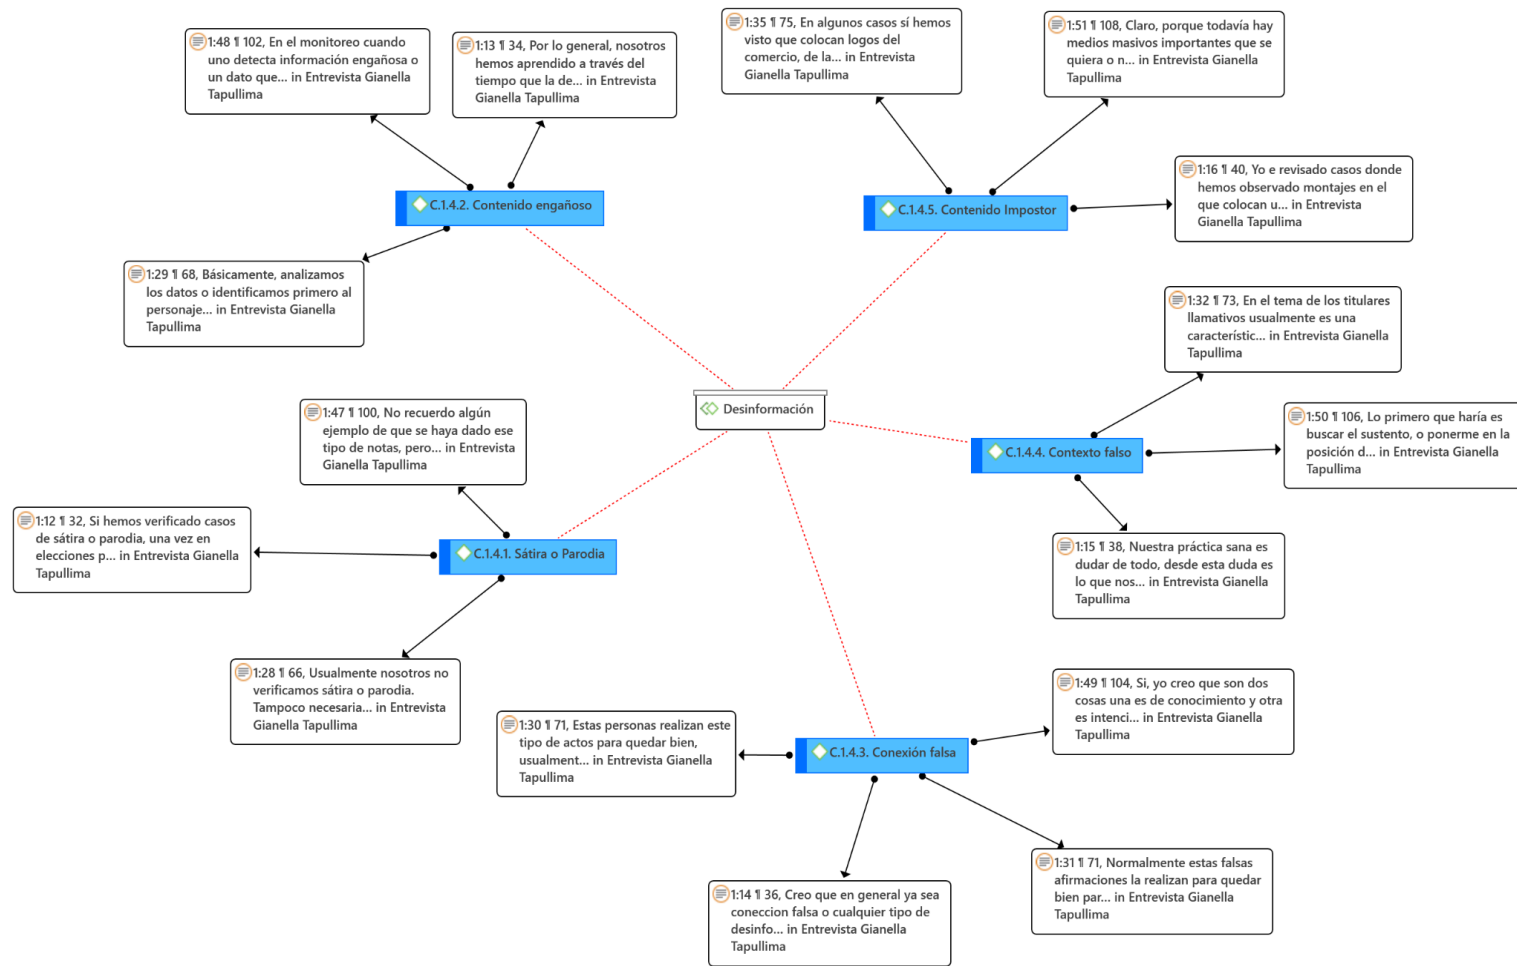 1:48 ¶ 102, En el monitoreo cuando
uno detecta información engañosa o
un dato que... in Entrevista Gianella
Tapullima
1:13 ¶ 34, Por lo general, nosotros
hemos aprendido a través del
tiempo que la de... in Entrevista
Gianella Tapullima
C.1.4.2. Contenido engañoso
1:29 ¶ 68, Básicamente, analizamos
los datos o identificamos primero al
personaje... in Entrevista Gianella
Tapullima
1:35 ¶ 75, En algunos casos sí hemos
visto que colocan logos del
comercio, de la... in Entrevista
Gianella Tapullima
1:51 ¶ 108, Claro, porque todavía hay
medios masivos importantes que se
quiera o n... in Entrevista Gianella
Tapullima
1:16 ¶ 40, Yo e revisado casos donde
hemos observado montajes en el
que colocan u... in Entrevista
Gianella Tapullima
C.1.4.5. Contenido Impostor
1:32 ¶ 73, En el tema de los titulares
llamativos usualmente es una
característic... in Entrevista Gianella
Tapullima
Desinformación
1:50 ¶ 106, Lo primero que haría es
buscar el sustento, o ponerme en la
posición d... in Entrevista Gianella
Tapullima
C.1.4.4. Contexto falso
1:15 ¶ 38, Nuestra práctica sana es
dudar de todo, desde esta duda es
lo que nos... in Entrevista Gianella
Tapullima
1:47 ¶ 100, No recuerdo algún
ejemplo de que se haya dado ese
tipo de notas, pero... in Entrevista
Gianella Tapullima
1:12 ¶ 32, Si hemos verificado casos
de sátira o parodia, una vez en
elecciones p... in Entrevista Gianella
Tapullima
C.1.4.1. Sátira o Parodia
1:28 ¶ 66, Usualmente nosotros no
verificamos sátira o parodia.
Tampoco necesaria... in Entrevista
Gianella Tapullima
1:30 ¶ 71, Estas personas realizan este
tipo de actos para quedar bien,
usualment... in Entrevista Gianella
Tapullima
C.1.4.3. Conexión falsa
1:49 ¶ 104, Si, yo creo que son dos
cosas una es de conocimiento y otra
es intenci... in Entrevista Gianella
Tapullima
1:14 ¶ 36, Creo que en general ya sea
coneccion falsa o cualquier tipo de
desinfo... in Entrevista Gianella
Tapullima
1:31 ¶ 71, Normalmente estas falsas
afirmaciones la realizan para quedar
bien par... in Entrevista Gianella
Tapullima